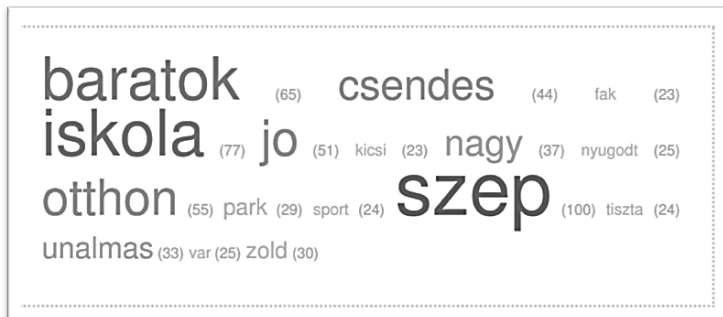 baratok (65) csendes (44) fak (23)
iskola (77) jo (51) kicsi (23) nagy (37) nyugodt (25)
otthon (55) park (29) sport (24) szep (100) tiszta (24)
unalmas (33) var (25) zold (30)